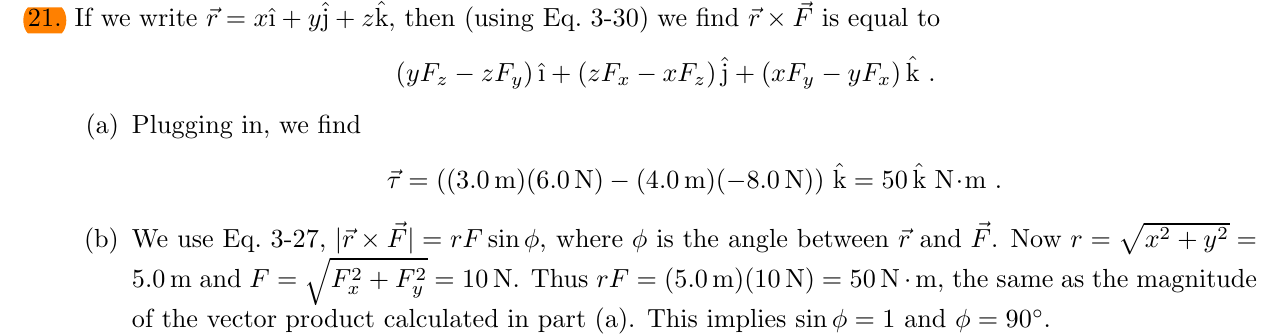 21. If we write r⃗ = xî + yĵ + zk̂, then (using Eq. 3-30) we find r⃗ × F⃗ is equal to
(yF_z − zF_y) î + (zF_x − xF_z) ĵ + (xF_y − yF_x) k̂ .
(a) Plugging in, we find
τ⃗ = ((3.0 m)(6.0 N) − (4.0 m)(−8.0 N)) k̂ = 50 k̂ N·m .
(b) We use Eq. 3-27, |r⃗ × F⃗| = rF sin ϕ, where ϕ is the angle between r⃗ and F⃗. Now r = √(x² + y²) =
5.0 m and F = √(F_x² + F_y²) = 10 N. Thus rF = (5.0 m)(10 N) = 50 N · m, the same as the magnitude
of the vector product calculated in part (a). This implies sin ϕ = 1 and ϕ = 90°.